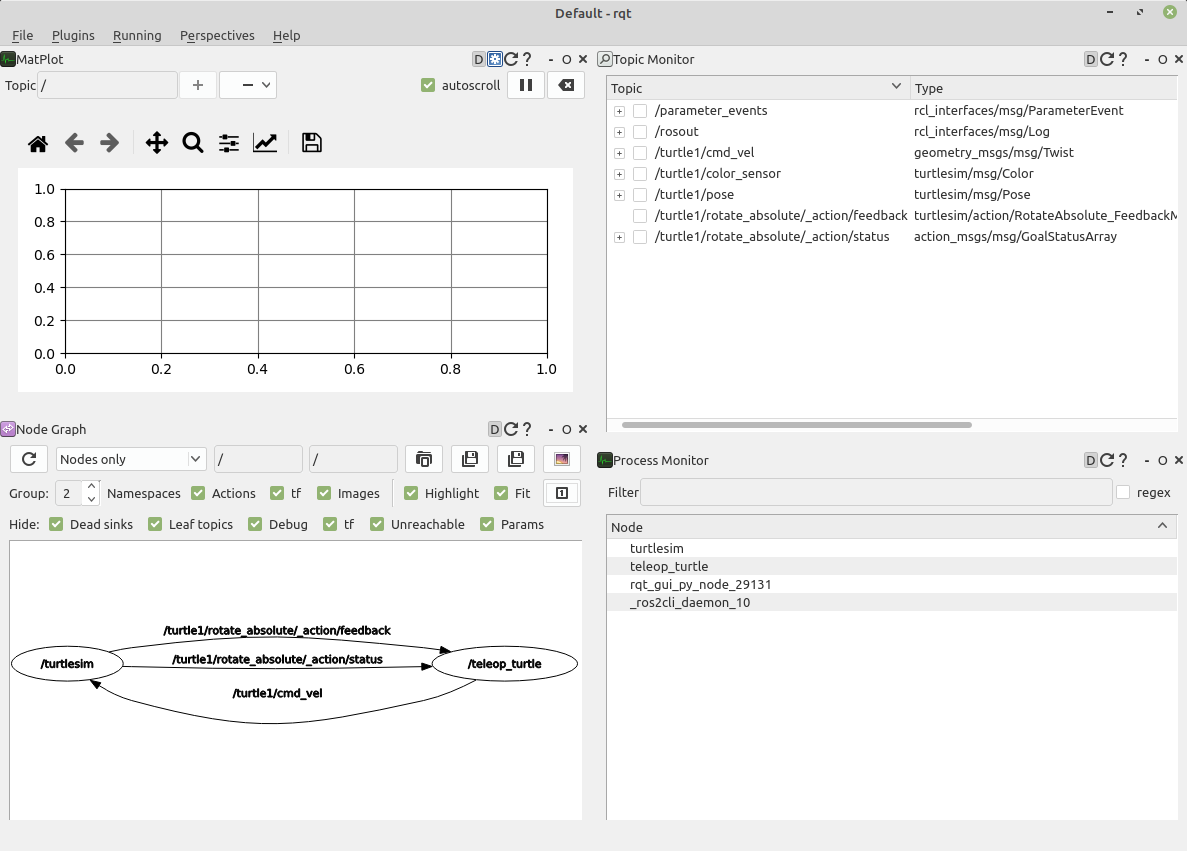 Default - rqt
File Plugins Running Perspectives Help
MatPlot D ? - O
Topic / autoscroll
1.0
0.8
0.6
0.4
0.2
0.0
0.0 0.2 0.4 0.6 0.8 1.0
Topic Monitor D ? - O
Topic Type
/parameter_events rcl_interfaces/msg/ParameterEvent
/rosout rcl_interfaces/msg/Log
/turtle1/cmd_vel geometry_msgs/msg/Twist
/turtle1/color_sensor turtlesim/msg/Color
/turtle1/pose turtlesim/msg/Pose
/turtle1/rotate_absolute/_action/feedback turtlesim/action/RotateAbsolute_FeedbackM
/turtle1/rotate_absolute/_action/status action_msgs/msg/GoalStatusArray
Node Graph D ? - O
Nodes only / /
Group: 2 Namespaces Actions tf Images Highlight Fit 1
Hide: Dead sinks Leaf topics Debug tf Unreachable Params
/turtle1/rotate_absolute/_action/feedback
/turtlesim /turtle1/rotate_absolute/_action/status /teleop_turtle
/turtle1/cmd_vel
Process Monitor D ? - O
Filter regex
Node
turtlesim
teleop_turtle
rqt_gui_py_node_29131
_ros2cli_daemon_10